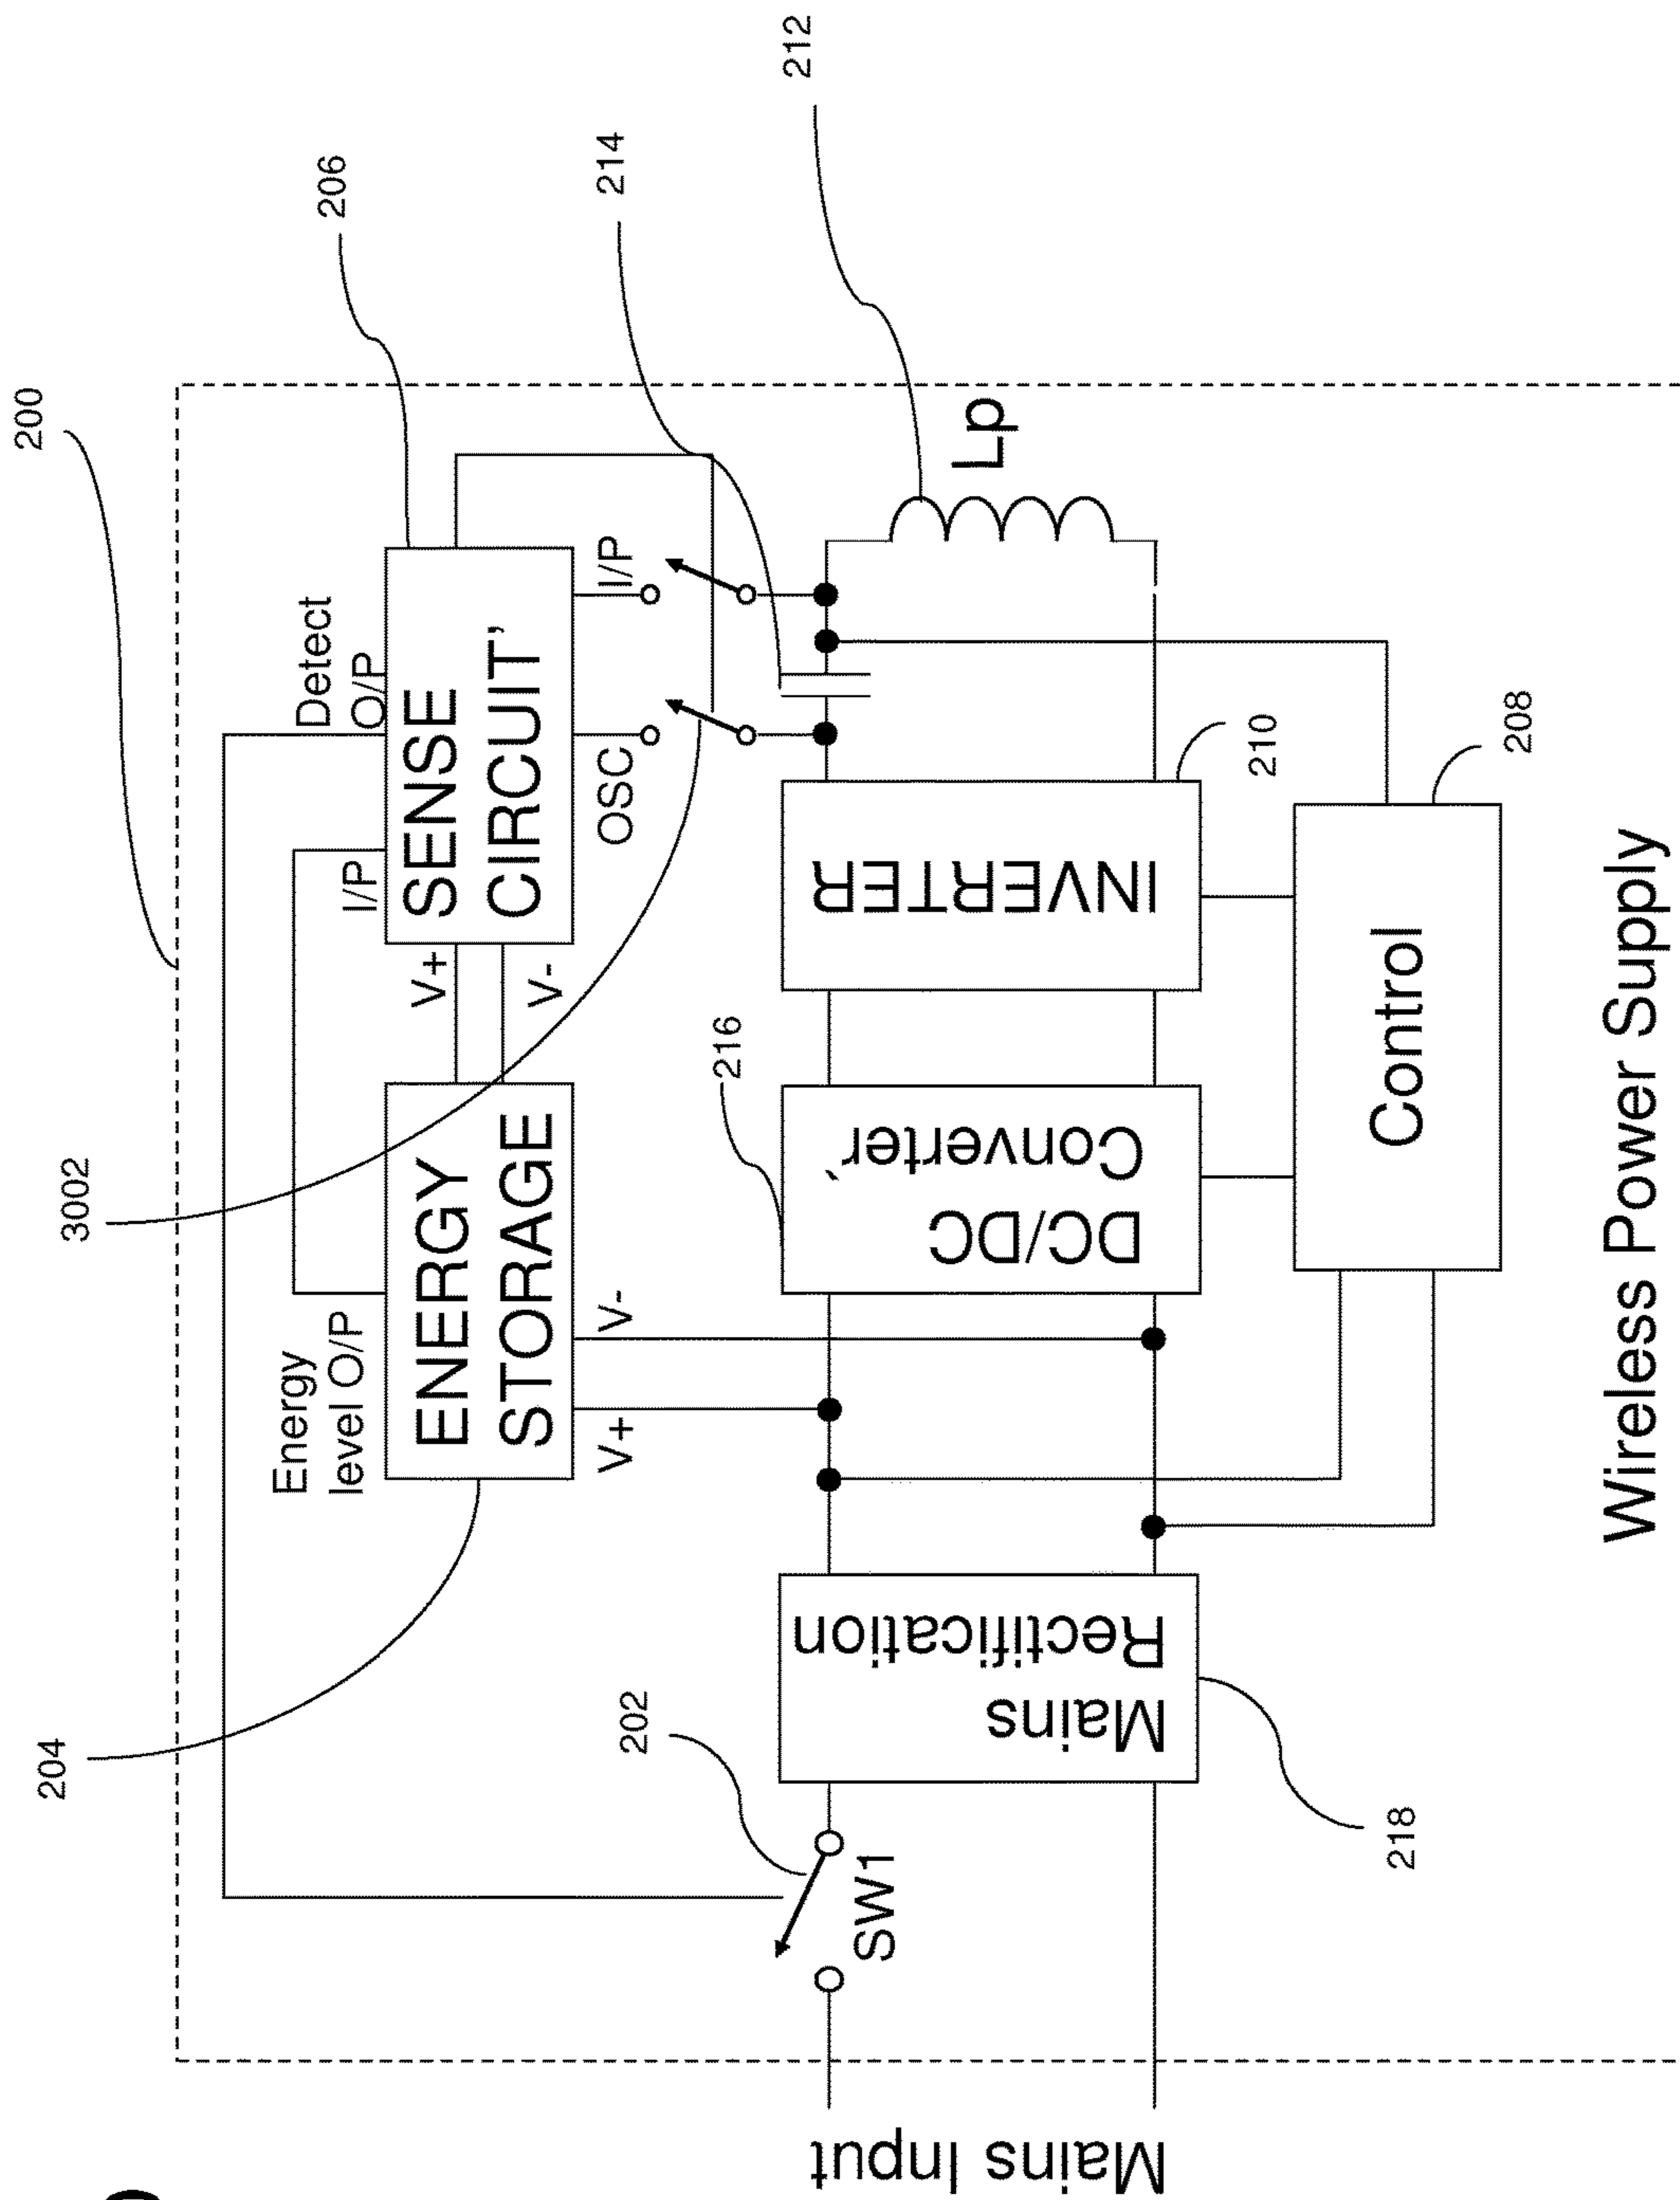 200
206
214
212
3002
204
Detect
O/P
I/P
SENSE
CIRCUIT’
V+
V-
OSC
I/P
Energy
level O/P
ENERGY
STORAGE
V+
V-
Lp
216
210
208
202
218
SW1
Mains
Rectification
DC/DC
Converter`
INVERTER
Control
Mains Input
Wireless Power Supply